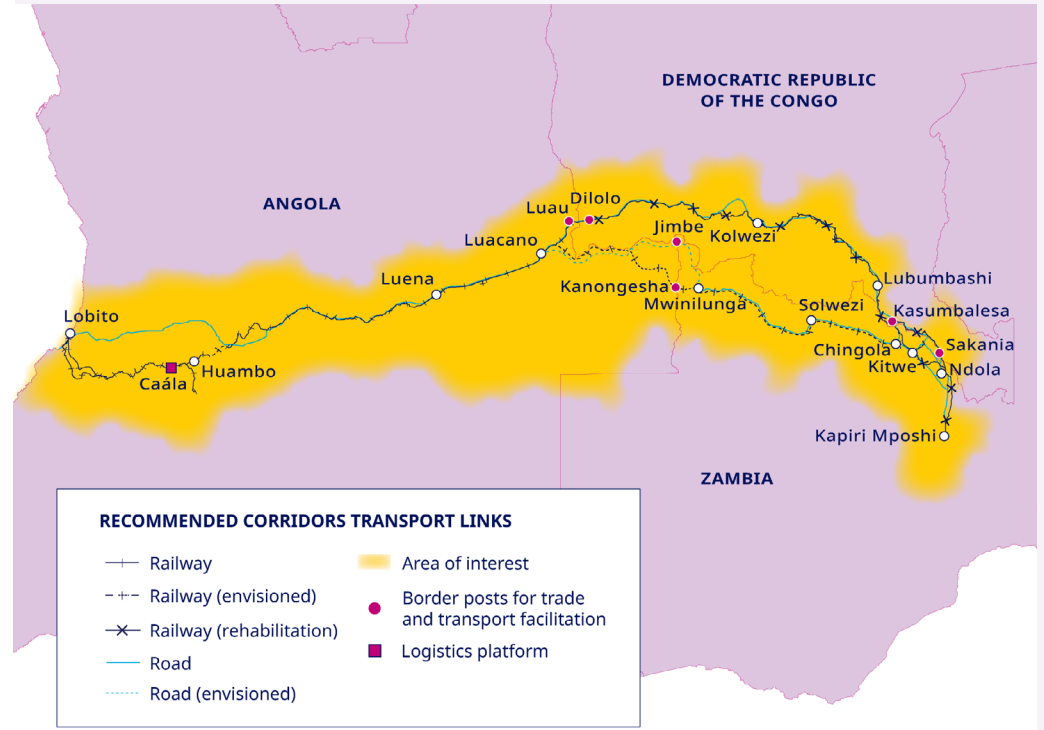 DEMOCRATIC REPUBLIC
OF THE CONGO
ANGOLA
Dilolo
Luau
Jimbe
Kolwezi
Luacano
Luena
Kanongesha
Mwinilunga
Lubumbashi
Solwezi
Kasumbalesa
Lobito
Chingola
Sakania
Kitwe
Ndola
Huambo
Caála
Kapiri Mposhi
ZAMBIA
RECOMMENDED CORRIDORS TRANSPORT LINKS
Railway
Railway (envisioned)
Railway (rehabilitation)
Road
Road (envisioned)
Area of interest
Border posts for trade
and transport facilitation
Logistics platform